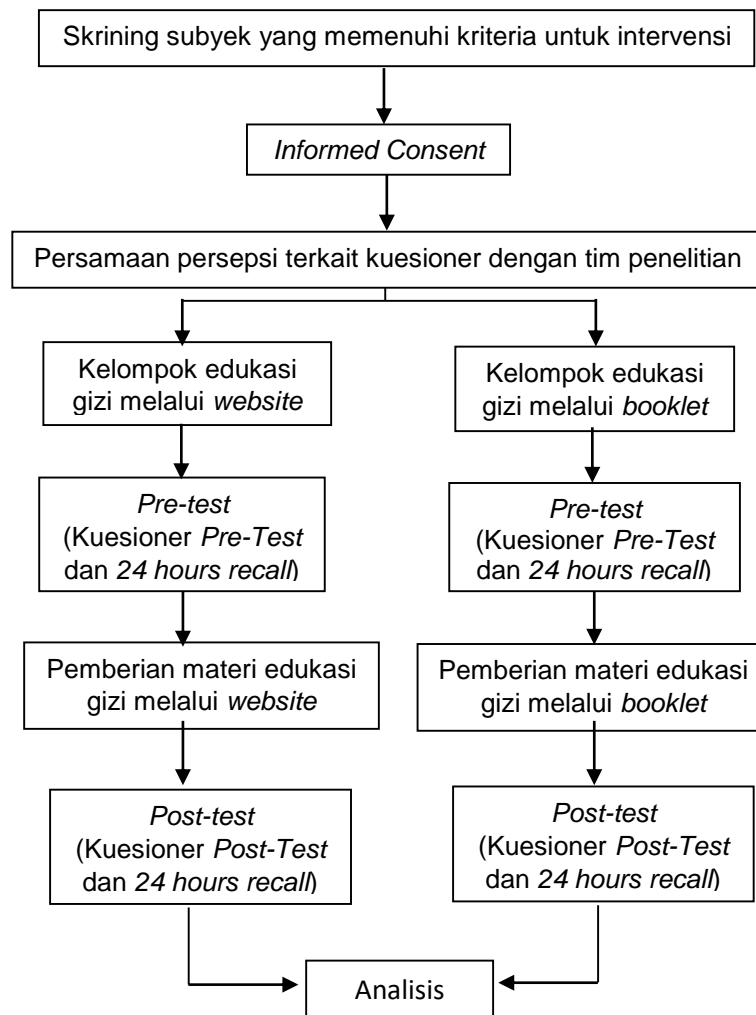 Skrining subyek yang memenuhi kriteria untuk intervensi
Informed Consent
Persamaan persepsi terkait kuesioner dengan tim penelitian
Kelompok edukasi
gizi melalui website
Pre-test
(Kuesioner Pre-Test
dan 24 hours recall)
Pemberian materi edukasi
gizi melalui website
Post-test
(Kuesioner Post-Test
dan 24 hours recall)
Kelompok edukasi
gizi melalui booklet
Pre-test
(Kuesioner Pre-Test
dan 24 hours recall)
Pemberian materi edukasi
gizi melalui booklet
Post-test
(Kuesioner Post-Test
dan 24 hours recall)
Analisis